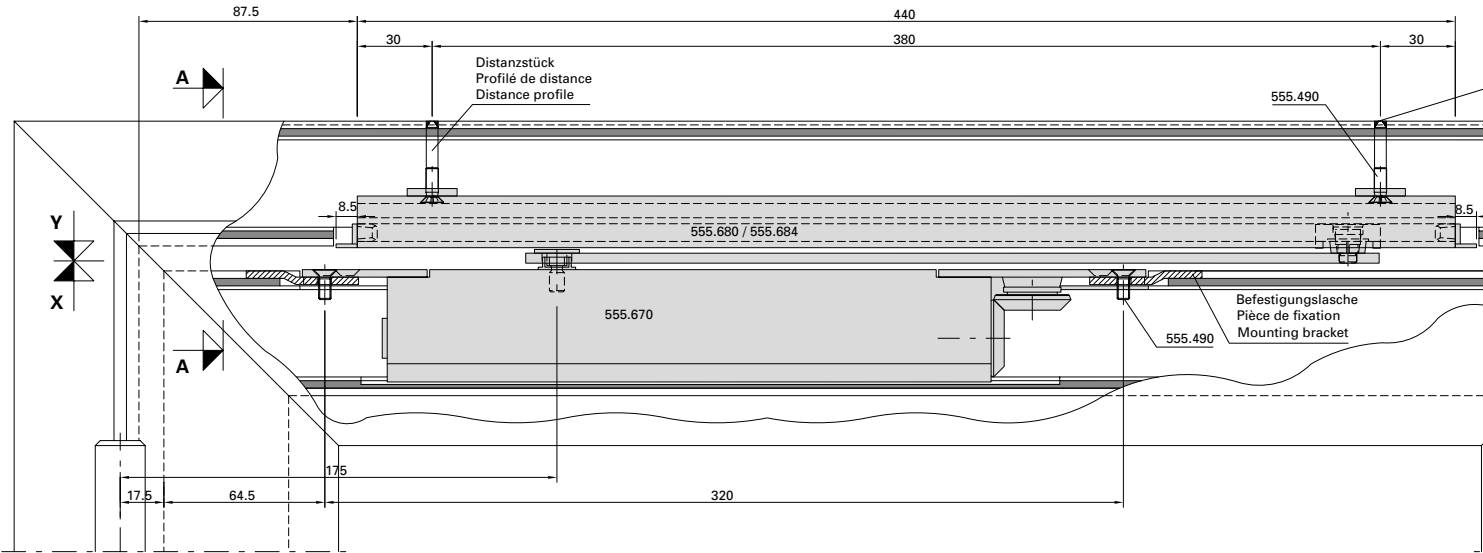 87.5
440
30
380
30
A
Distanzstück
Profilé de distance
Distance profile
555.490
Y
8.5
555.680 / 555.684
8.5
X
Befestigungslasche
Pièce de fixation
Mounting bracket
555.670
555.490
A
175
17.5
64.5
320